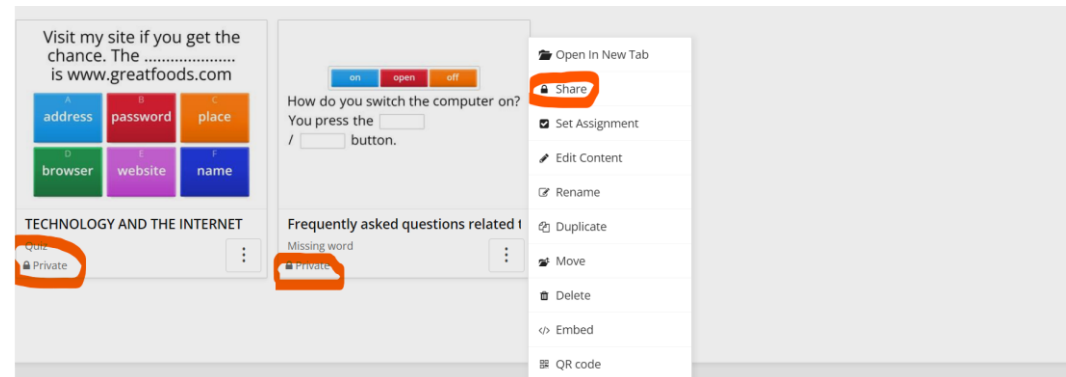 Visit my site if you get the
chance. The .....................
is www.greatfoods.com
A
address
B
password
C
place
D
browser
E
website
F
name
TECHNOLOGY AND THE INTERNET
Quiz
Private
on
open
off
How do you switch the computer on?
You press the
/ button.
Frequently asked questions related t
Missing word
Private
Open In New Tab
Share
Set Assignment
Edit Content
Rename
Duplicate
Move
Delete
</> Embed
QR code